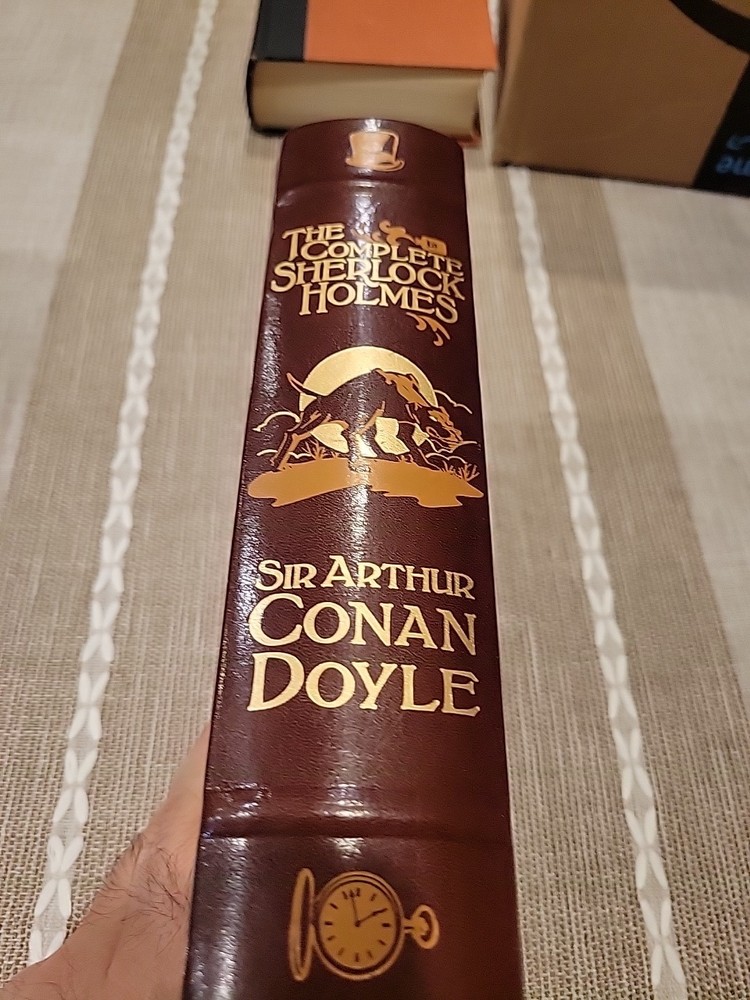 THE
COMPLETE
SHERLOCK
HOLMES
SIR ARTHUR
CONAN
DOYLE